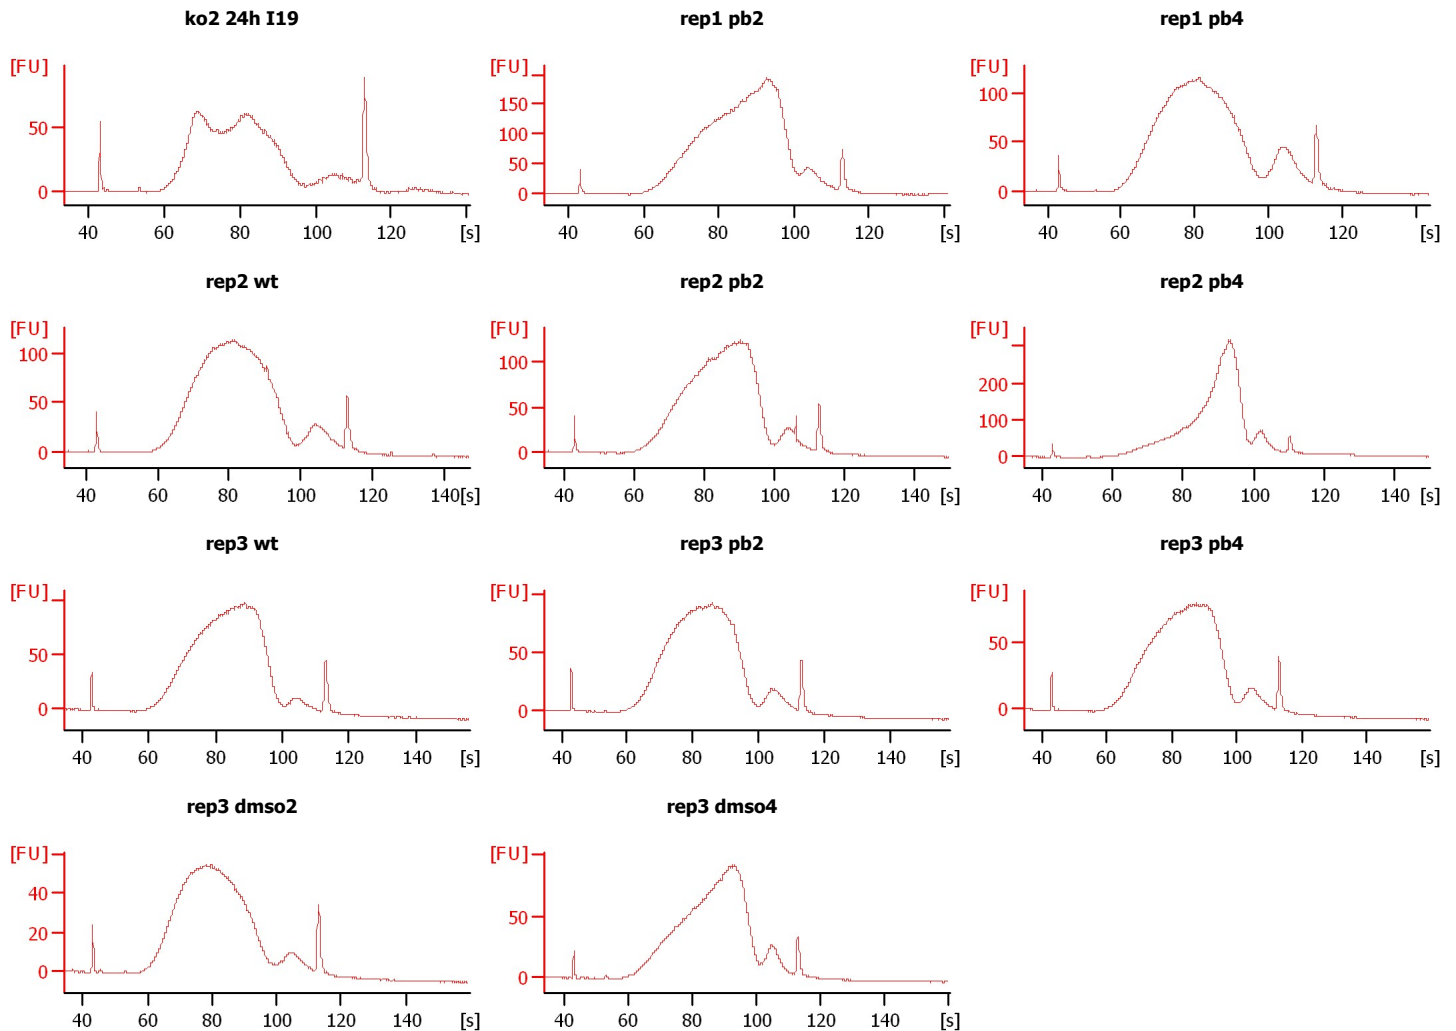 ko2 24h I19 rep1 pb2 rep1 pb4
[FU] [FU] [FU]
50 0 150 100 50 0 100 50 0
40 60 80 100 120 [s] 40 60 80 100 120 [s] 40 60 80 100 120 [s]
rep2 wt rep2 pb2 rep2 pb4
[FU] [FU] [FU]
100 50 0 100 50 0 200 100 0
40 60 80 100 120 140[s] 40 60 80 100 120 140 [s] 40 60 80 100 120 140 [s]
rep3 wt rep3 pb2 rep3 pb4
[FU] [FU] [FU]
50 0 50 0 50 0
40 60 80 100 120 140 [s] 40 60 80 100 120 140 [s] 40 60 80 100 120 140 [s]
rep3 dmso2 rep3 dmso4
[FU] [FU]
40 20 0 50 0
40 60 80 100 120 140 [s] 40 60 80 100 120 140 [s]